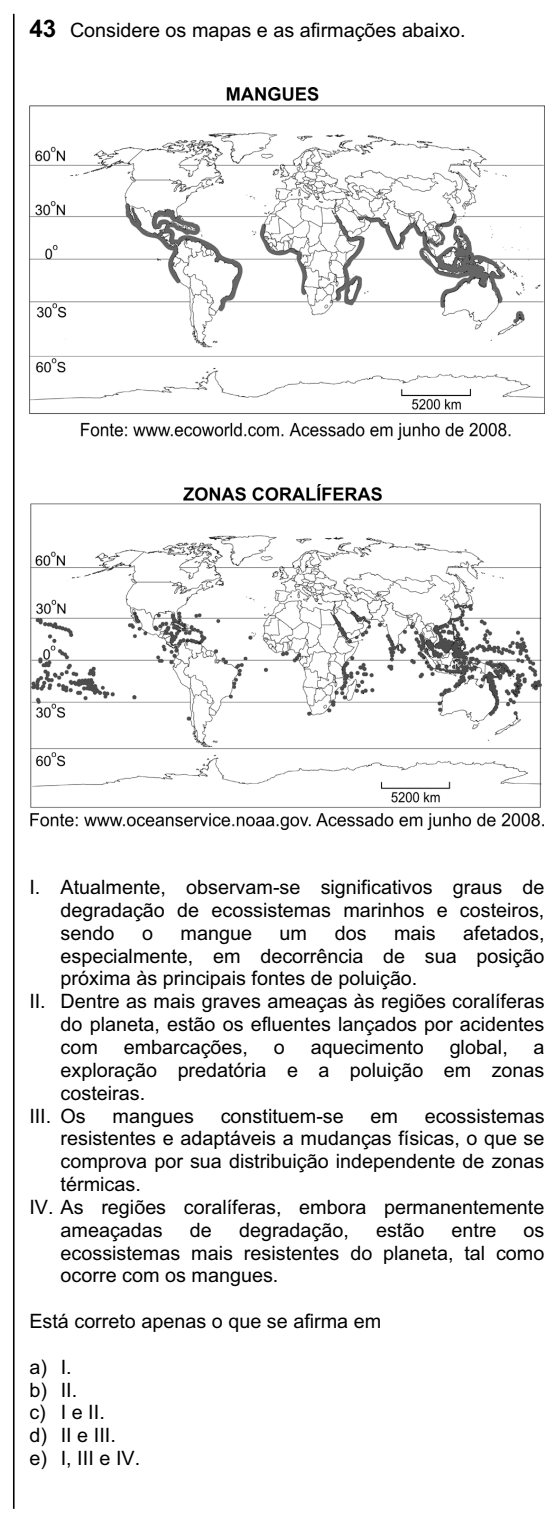 43 Considere os mapas e as afirmações abaixo.
MANGUES
60°N
30°N
0°
30°S
60°S
5200 km
Fonte: www.ecoworld.com. Acessado em junho de 2008.
ZONAS CORALÍFERAS
60°N
30°N
0°
30°S
60°S
5200 km
Fonte: www.oceanservice.noaa.gov. Acessado em junho de 2008.
I. Atualmente, observam-se significativos graus de
degradação de ecossistemas marinhos e costeiros,
sendo o mangue um dos mais afetados,
especialmente, em decorrência de sua posição
próxima às principais fontes de poluição.
II. Dentre as mais graves ameaças às regiões coralíferas
do planeta, estão os efluentes lançados por acidentes
com embarcações, o aquecimento global, a
exploração predatória e a poluição em zonas
costeiras.
III. Os mangues constituem-se em ecossistemas
resistentes e adaptáveis a mudanças físicas, o que se
comprova por sua distribuição independente de zonas
térmicas.
IV. As regiões coralíferas, embora permanentemente
ameaçadas de degradação, estão entre os
ecossistemas mais resistentes do planeta, tal como
ocorre com os mangues.
Está correto apenas o que se afirma em
a) I.
b) II.
c) I e II.
d) II e III.
e) I, III e IV.